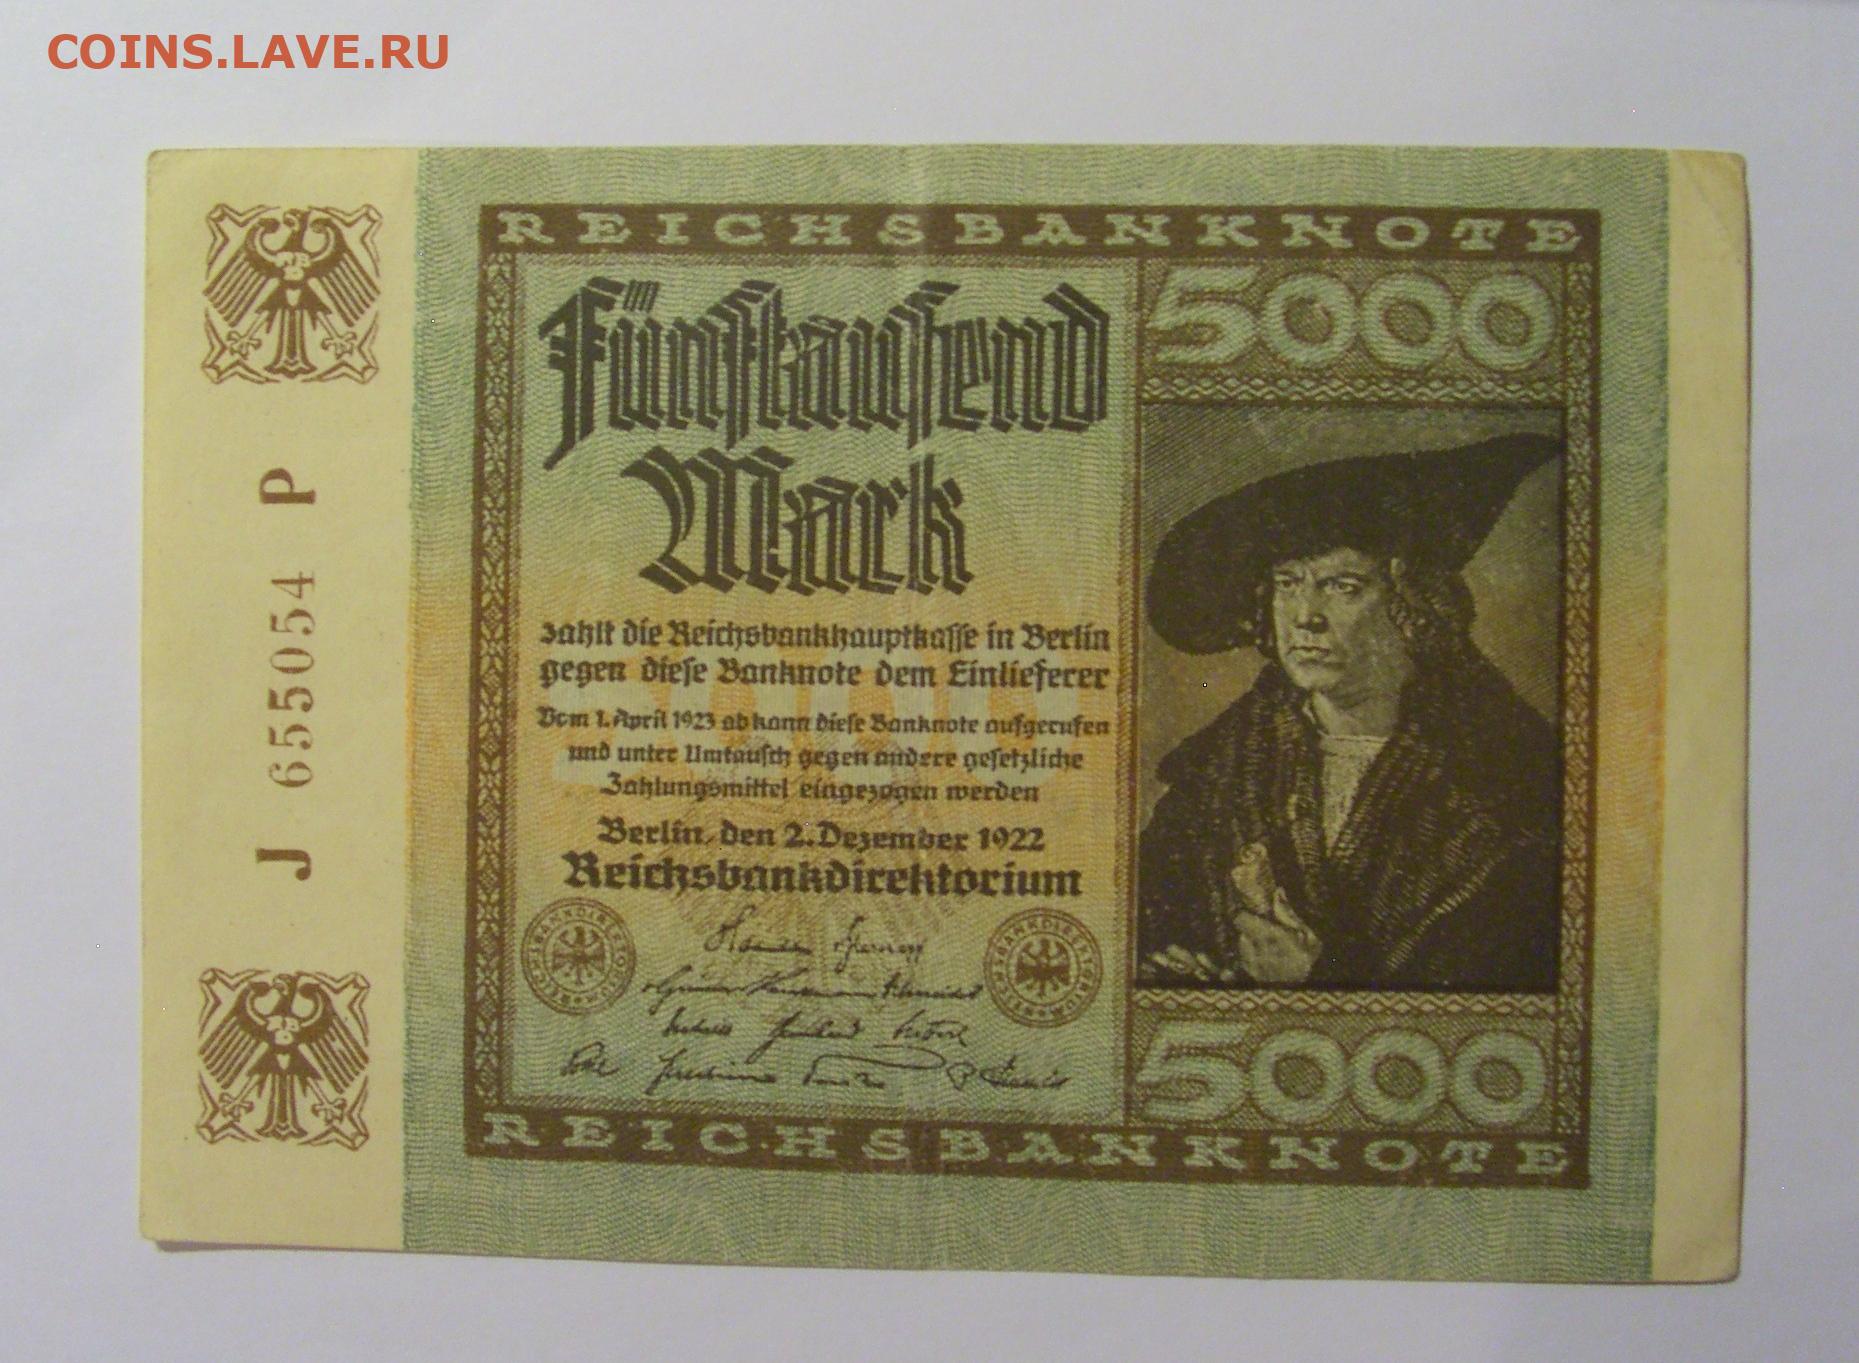 COINS.LAVE.RU
REICHSBANKNOTE
5000
Fünftausend
Mark
zahlt die Reichsbankhauptkasse in Berlin
gegen diese Banknote dem Einlieferer
Vom 1. April 1923 ab kann diese Banknote aufgerufen
und unter Umtausch gegen andere gesetzliche
Zahlungsmittel eingezogen werden
Berlin, den 2. Dezember 1922
Reichsbankdirektorium
REICHSBANKDIREKTORIUM
REICHSBANKDIREKTORIUM
5000
REICHSBANKNOTE
J 655054 P